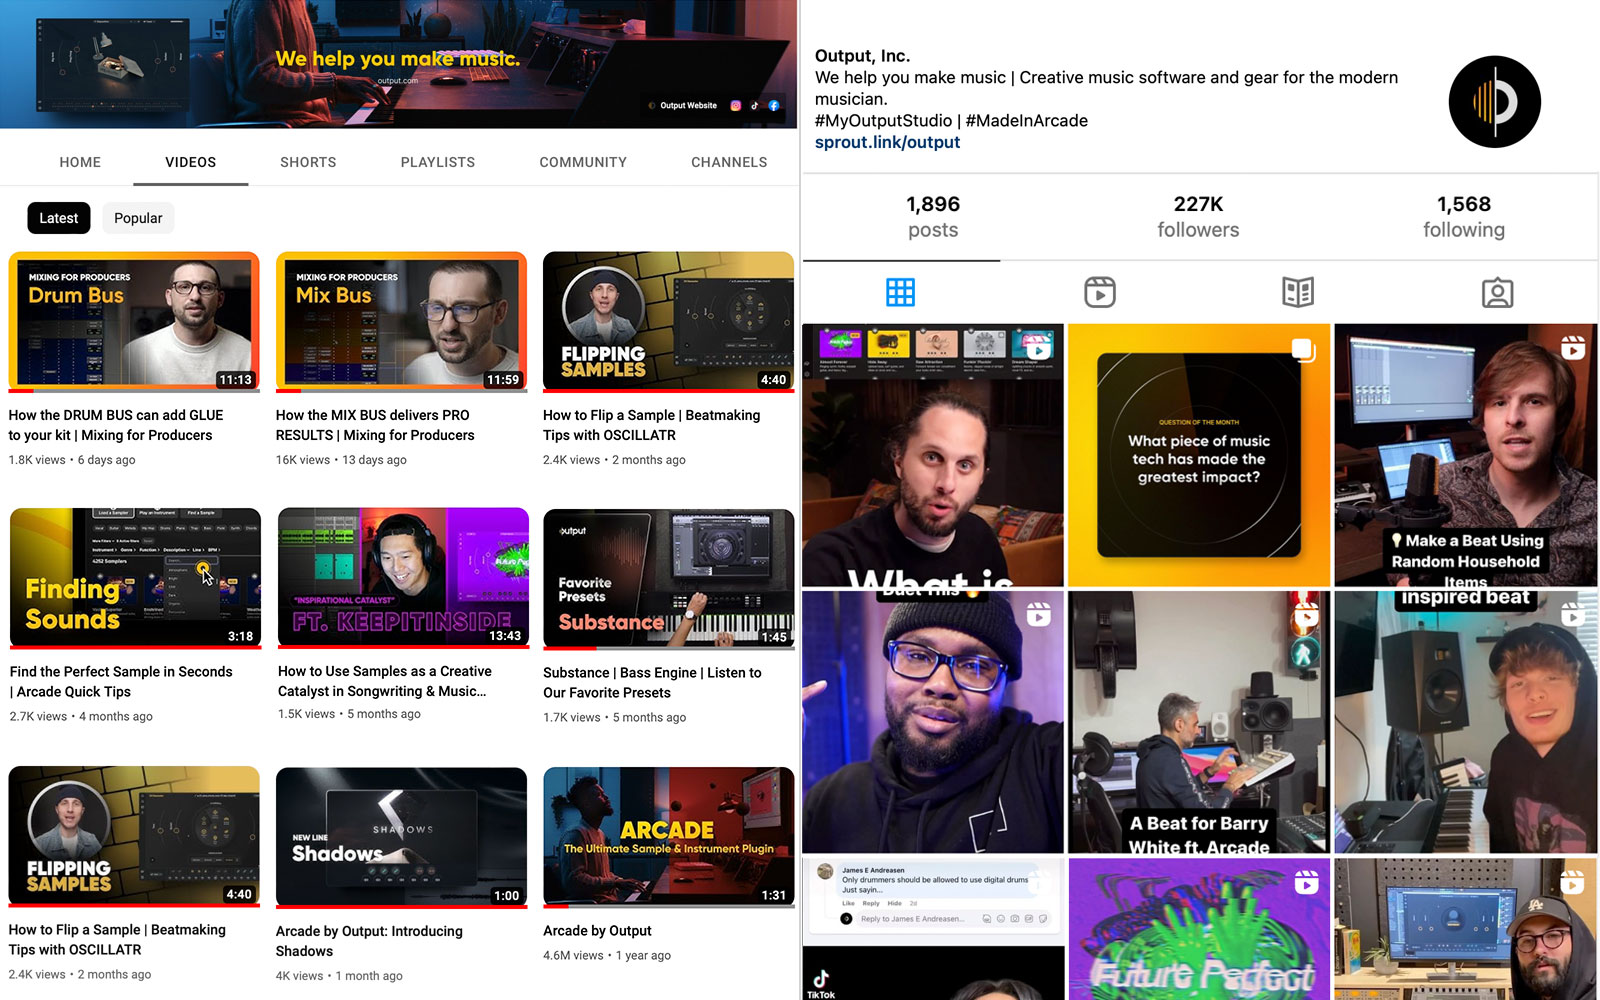 We help you make music.
output.com
Output Website
HOME
VIDEOS
SHORTS
PLAYLISTS
COMMUNITY
CHANNELS
Latest
Popular
MIXING FOR PRODUCERS
Drum Bus
11:13
How the DRUM BUS can add GLUE
to your kit | Mixing for Producers
1.8K views • 6 days ago
MIXING FOR PRODUCERS
Mix Bus
11:59
How the MIX BUS delivers PRO
RESULTS | Mixing for Producers
16K views • 13 days ago
FLIPPING
SAMPLES
4:40
How to Flip a Sample | Beatmaking
Tips with OSCILLATR
2.4K views • 2 months ago
Load a Sampler
Play an Instrument
Find a Sample
4252 Samplers
Finding
Sounds
3:18
Find the Perfect Sample in Seconds
| Arcade Quick Tips
2.7K views • 4 months ago
"INSPIRATIONAL CATALYST"
FT. KEEPITINSIDE
13:43
How to Use Samples as a Creative
Catalyst in Songwriting & Music...
1.5K views • 5 months ago
output
Favorite
Presets
Substance
1:45
Substance | Bass Engine | Listen to
Our Favorite Presets
1.7K views • 5 months ago
FLIPPING
SAMPLES
4:40
How to Flip a Sample | Beatmaking
Tips with OSCILLATR
2.4K views • 2 months ago
SHADOWS
NEW LINE
Shadows
1:00
Arcade by Output: Introducing
Shadows
4K views • 1 month ago
ARCADE
The Ultimate Sample & Instrument Plugin
1:31
Arcade by Output
4.6M views • 1 year ago
Output, Inc.
We help you make music | Creative music software and gear for the modern
musician.
#MyOutputStudio | #MadeInArcade
sprout.link/output
1,896
posts
227K
followers
1,568
following
What is
QUESTION OF THE MONTH
What piece of music
tech has made the
greatest impact?
Make a Beat Using
Random Household
Items
Duet This
A Beat for Barry
White ft. Arcade
inspired beat
James E Andreasen
Only drummers should be allowed to use digital drums
Just sayin...
Like Reply Hide 2d
Reply to James E Andreasen...
TikTok
Future Perfect
LA